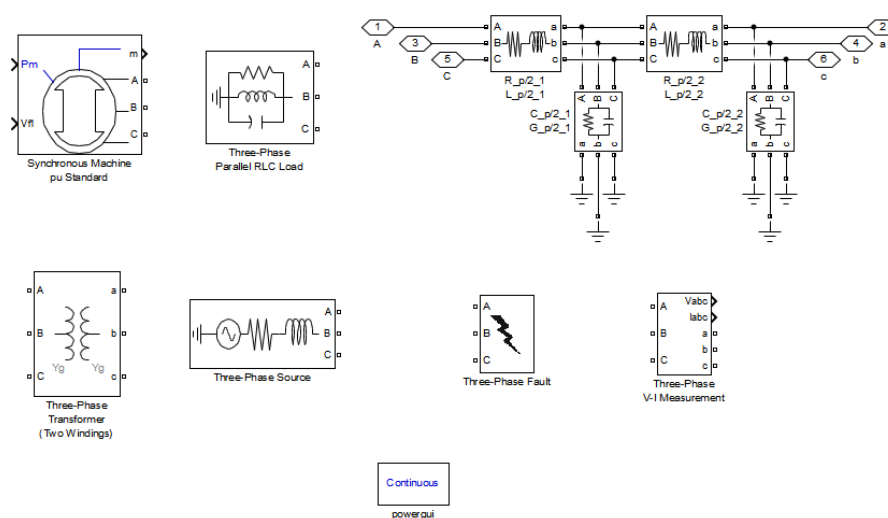 Pm
Vf1
m
A
B
C
Synchronous Machine
pu Standard
A
B
C
Three-Phase
Parallel RLC Load
1
A
3
B
5
C
A
B
C
a
b
c
R_p/2_1
L_p/2_1
A
B
C
a
b
c
R_p/2_2
L_p/2_2
2
a
4
b
6
c
A
B
C
C_p/2_1
G_p/2_1
a
b
c
A
B
C
C_p/2_2
G_p/2_2
a
b
c
A
B
C
a
b
c
Yg
Yg
Three-Phase
Transformer
(Two Windings)
A
B
C
Three-Phase Source
A
B
C
Three-Phase Fault
A
B
C
Vabc
Iabc
a
b
c
Three-Phase
V-I Measurement
Continuous
powergui